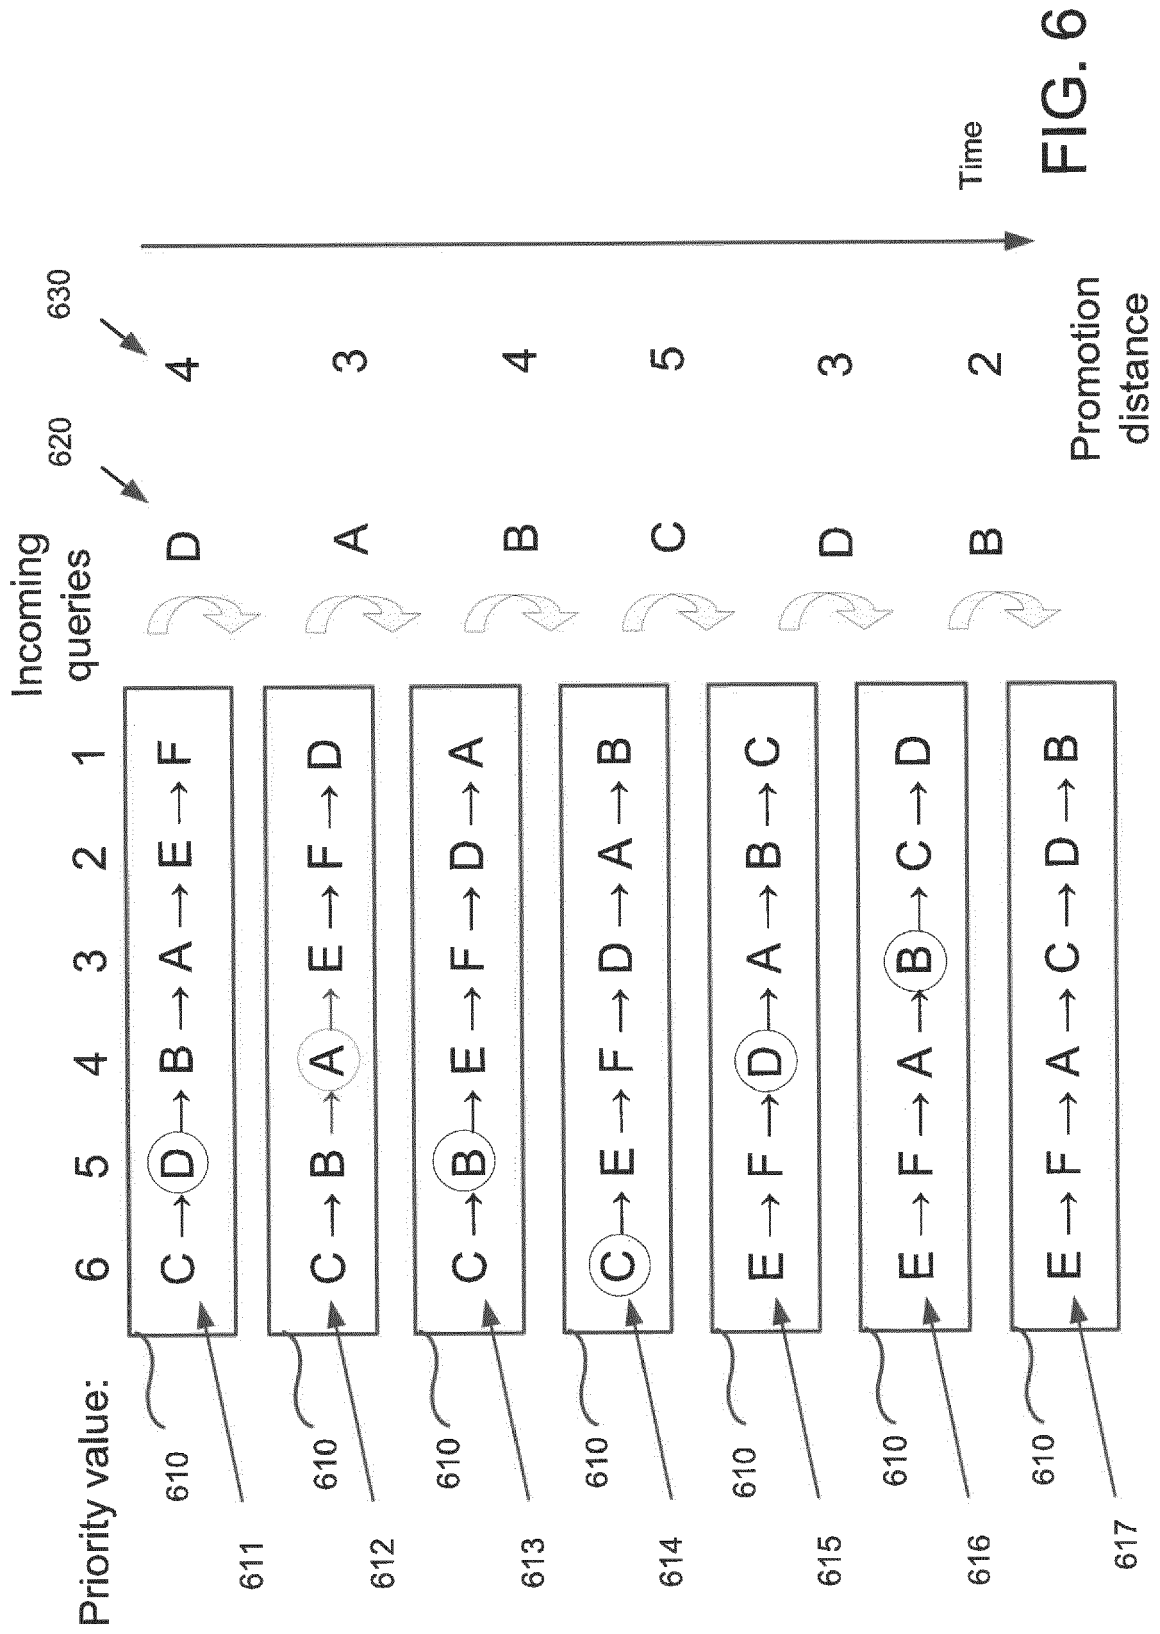 Incoming
queries
620
630
Priority value:
6 5 4 3 2 1
C → D → B → A → E → F
D
4
610
611
C → B → A → E → F → D
A
3
610
612
C → B → E → F → D → A
B
4
610
613
C → E → F → D → A → B
C
5
610
614
E → F → D → A → B → C
D
3
610
615
E → F → A → B → C → D
B
2
610
616
E → F → A → C → D → B
610
617
Promotion
distance
Time
FIG. 6